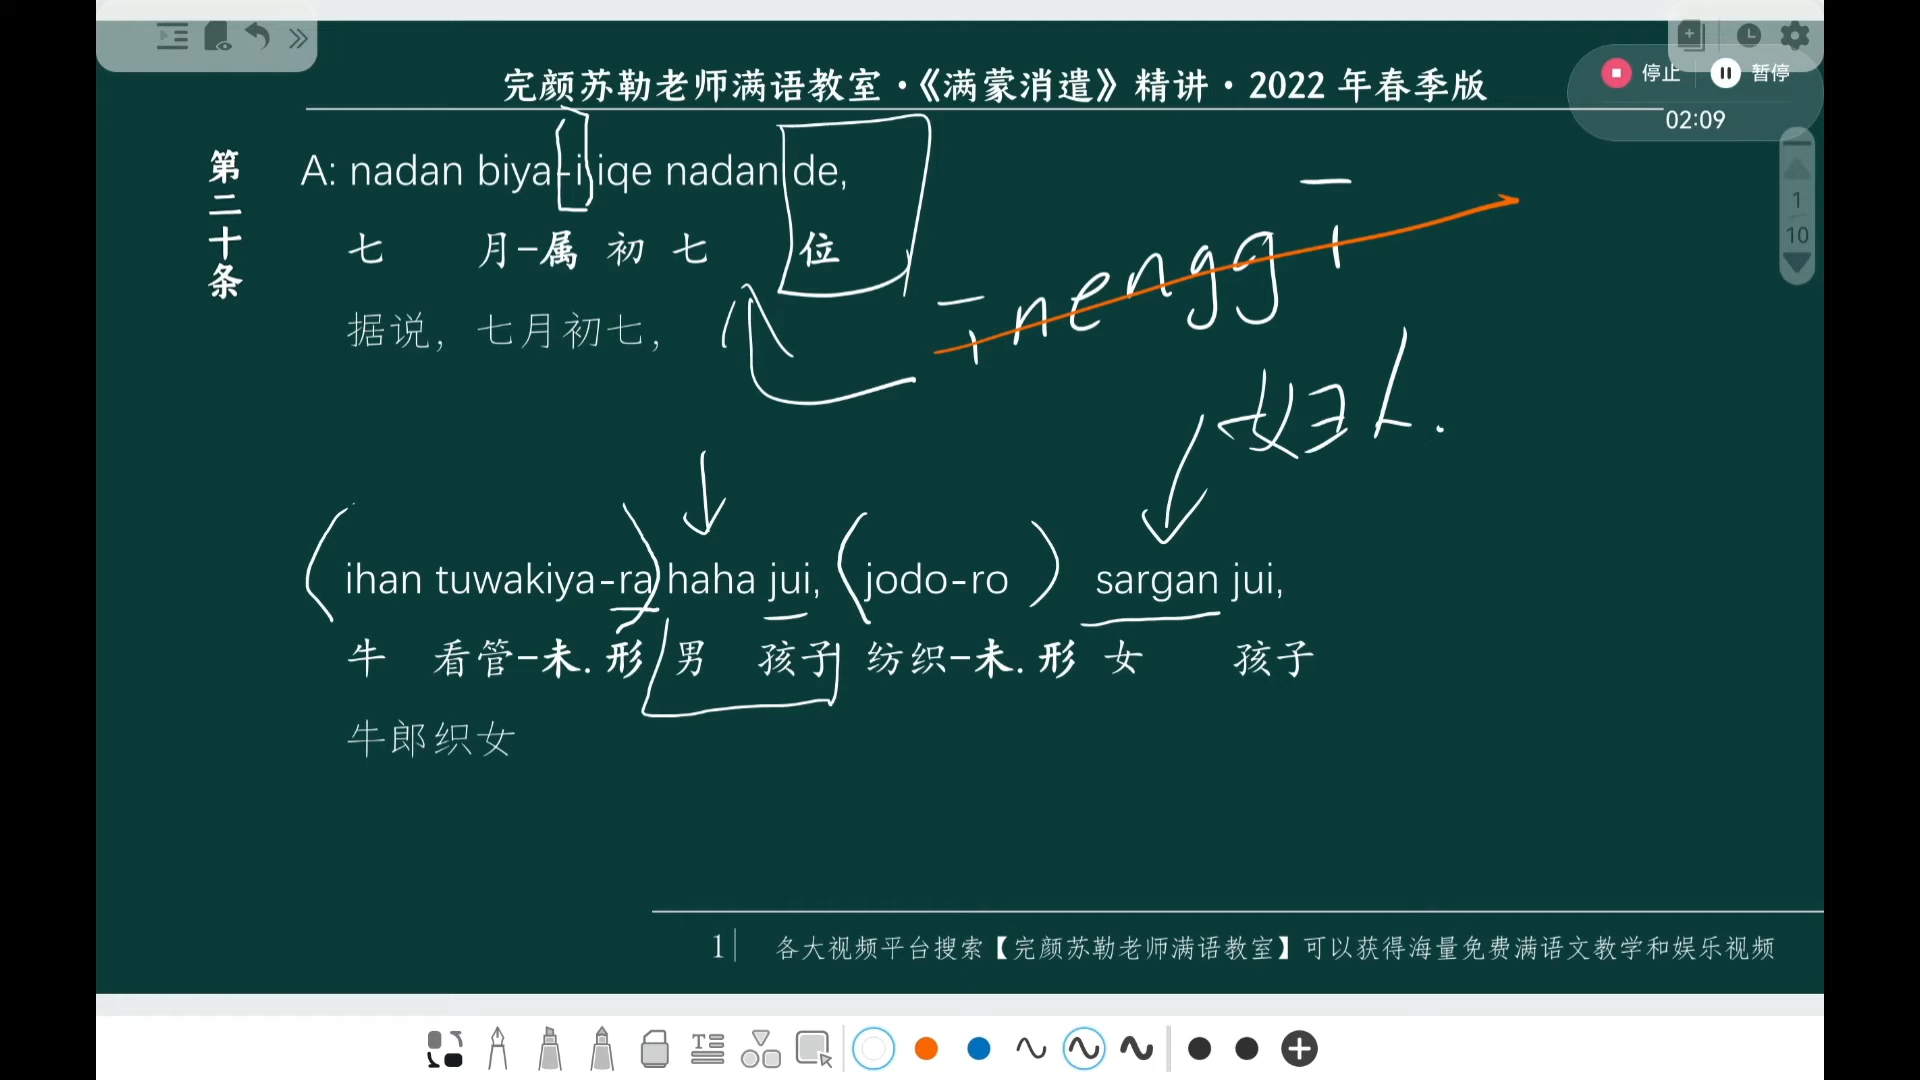 停止 暂停
02:09
完颜苏勒老师满语教室·《满蒙消遣》精讲·2022 年春季版
第二十条
A: nadan biya-i iqe nadan de,
七 月-属 初 七 位
据说，七月初七，
inenggi
妇人.
ihan tuwakiya-ra haha jui, jodo-ro sargan jui,
牛 看管-未.形 男 孩子 纺织-未.形 女 孩子
牛郎织女
1
10
1 各大视频平台搜索【完颜苏勒老师满语教室】可以获得海量免费满语文教学和娱乐视频